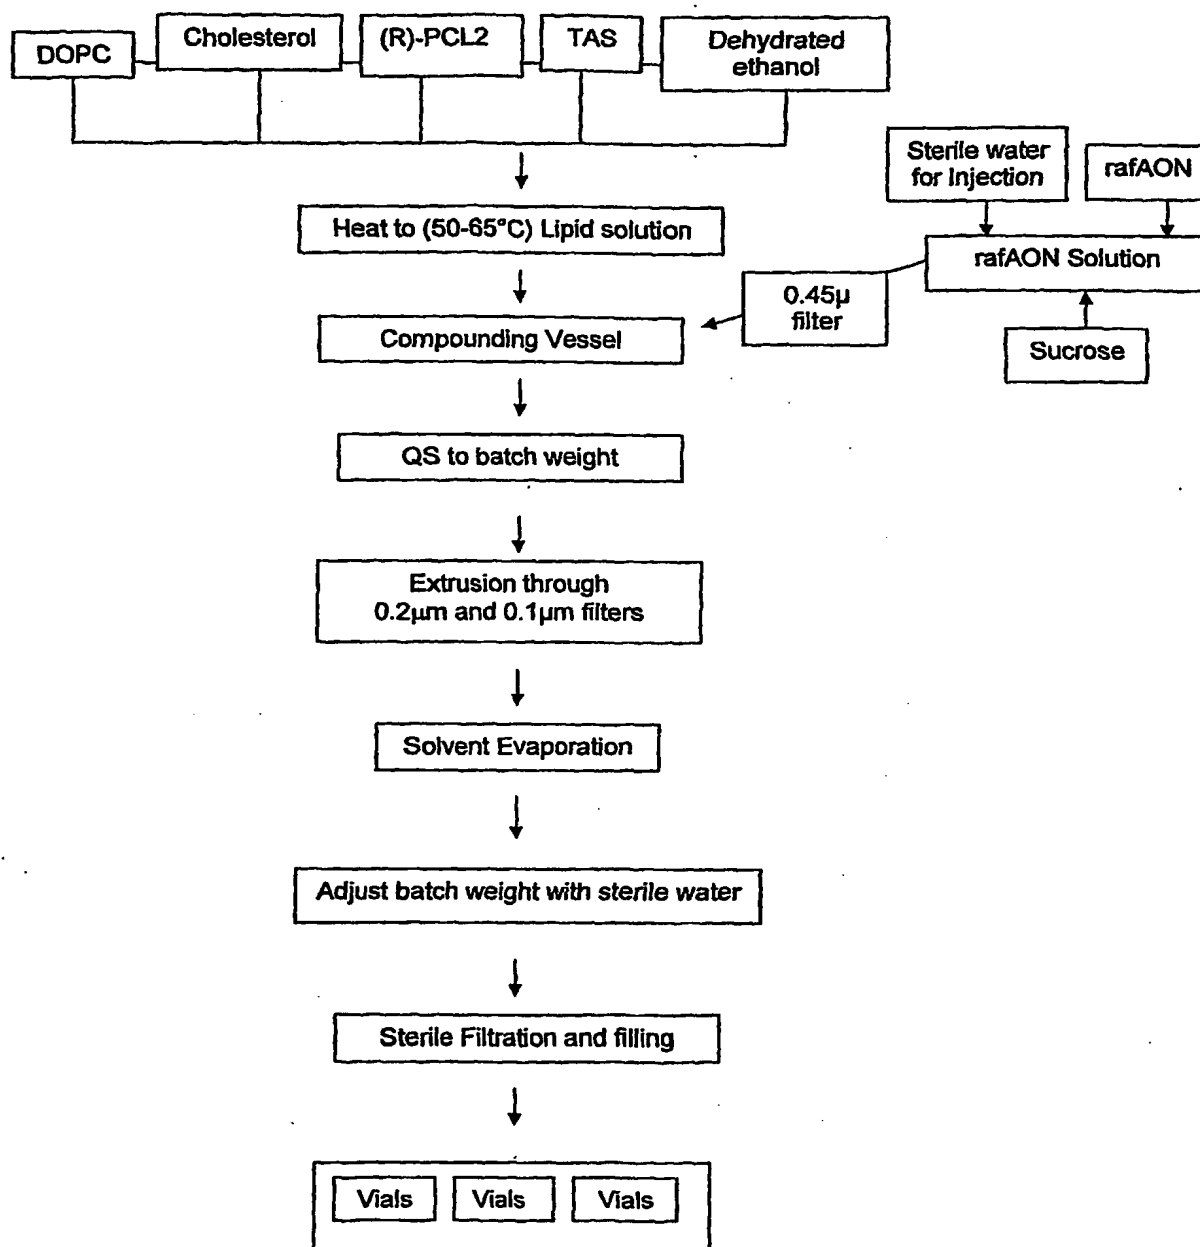 DOPC
Cholesterol
(R)-PCL2
TAS
Dehydrated
ethanol
Sterile water
for Injection
rafAON
Heat to (50-65°C) Lipid solution
rafAON Solution
0.45µ
filter
Compounding Vessel
Sucrose
QS to batch weight
Extrusion through
0.2µm and 0.1µm filters
Solvent Evaporation
Adjust batch weight with sterile water
Sterile Filtration and filling
Vials
Vials
Vials